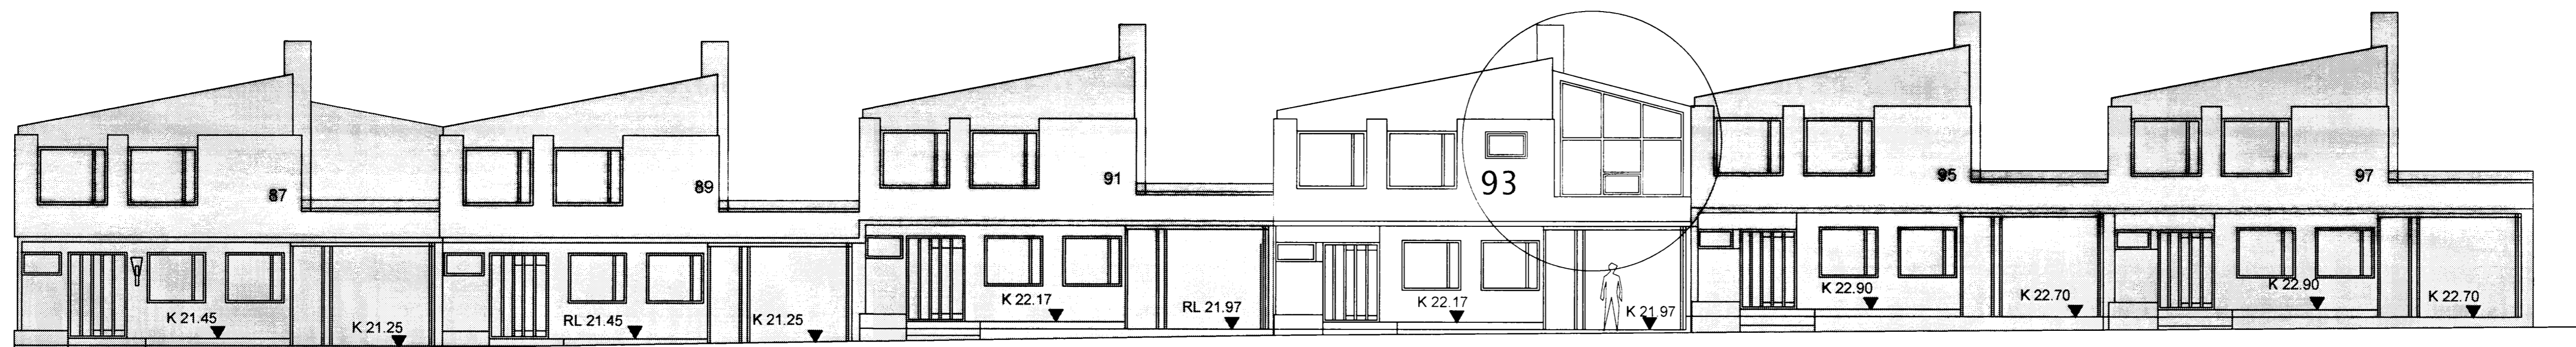 87
89
91
93
95
97
K 21.45
K 21.25
RL 21.45
K 21.25
K 22.17
RL 21.97
K 22.17
K 21.97
K 22.90
K 22.70
K 22.90
K 22.70